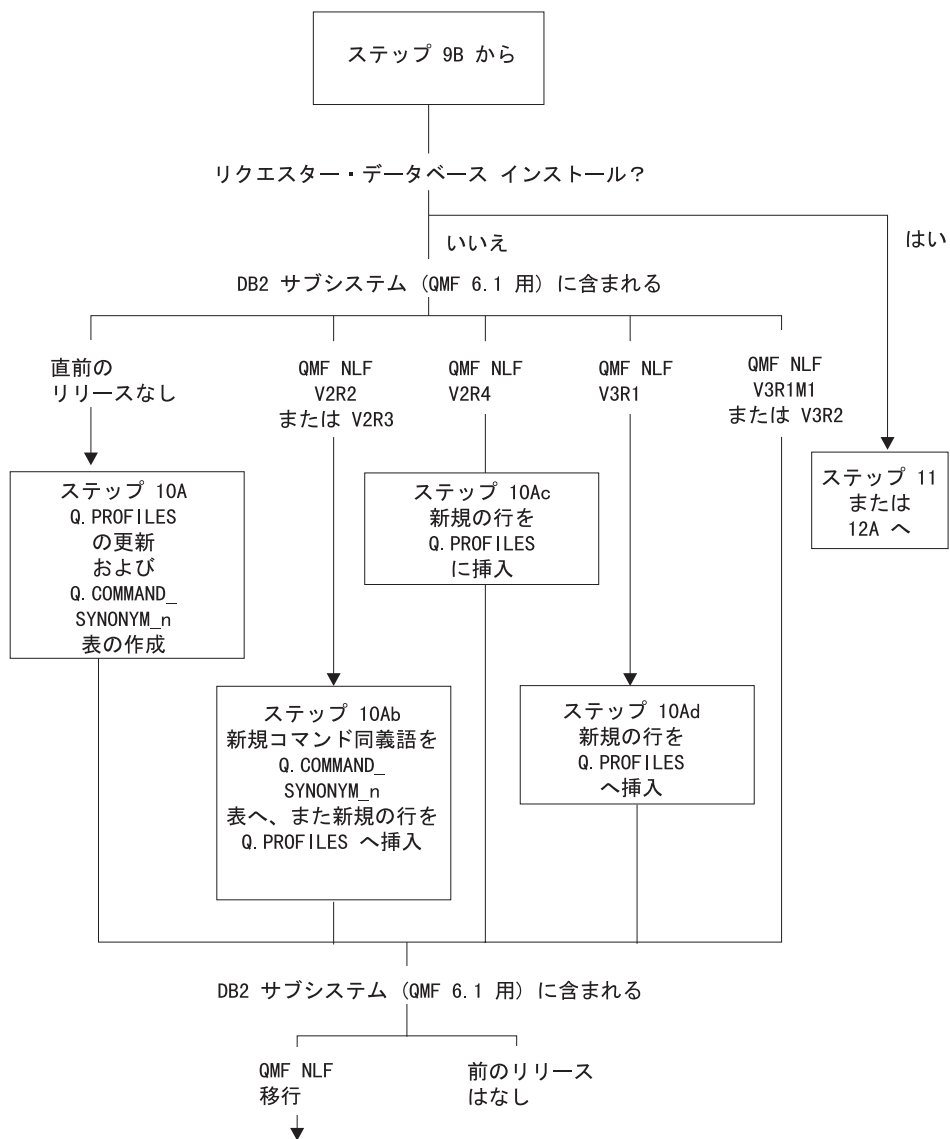 ステップ 9B から
リクエスター・データベース インストール？
いいえ
はい
DB2 サブシステム (QMF 6.1 用) に含まれる
直前の
リリースなし
QMF NLF
V2R2
または V2R3
QMF NLF
V2R4
QMF NLF
V3R1
QMF NLF
V3R1M1
または V3R2
ステップ 10A
Q.PROFILES
の更新
および
Q.COMMAND_
SYNONYM_n
表の作成
ステップ 10Ac
新規の行を
Q.PROFILES
に挿入
ステップ 11
または
12A へ
ステップ 10Ab
新規コマンド同義語を
Q.COMMAND_
SYNONYM_n
表へ、また新規の行を
Q.PROFILES へ挿入
ステップ 10Ad
新規の行を
Q.PROFILES
へ挿入
DB2 サブシステム (QMF 6.1 用) に含まれる
QMF NLF
移行
前のリリース
はなし